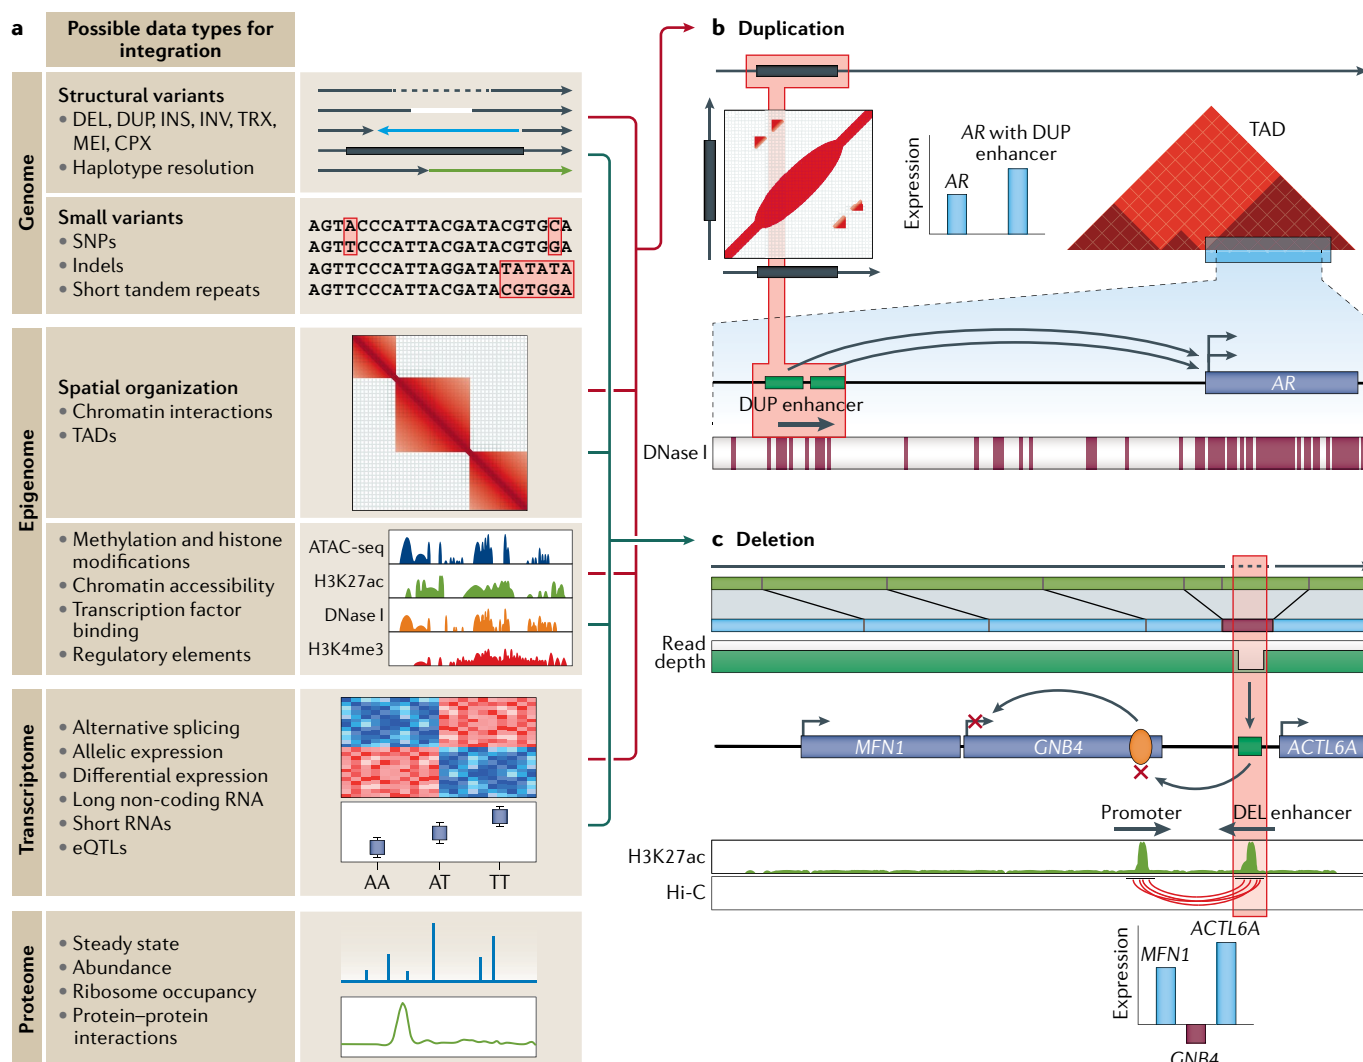 a
Possible data types for
integration
Genome
Structural variants
• DEL, DUP, INS, INV, TRX,
MEI, CPX
• Haplotype resolution
Small variants
• SNPs
• Indels
• Short tandem repeats
AGTACCCATTACGATACGTGCA
AGTTCCCATTACGATACGTGGA
AGTTCCCATTAGGATATATATA
AGTTCCCATTACGATACGTGGA
Epigenome
Spatial organization
• Chromatin interactions
• TADs
• Methylation and histone
modifications
• Chromatin accessibility
• Transcription factor
binding
• Regulatory elements
ATAC-seq
H3K27ac
DNase I
H3K4me3
Transcriptome
• Alternative splicing
• Allelic expression
• Differential expression
• Long non-coding RNA
• Short RNAs
• eQTLs
AA AT TT
Proteome
• Steady state
• Abundance
• Ribosome occupancy
• Protein–protein
interactions
b Duplication
Expression
AR
AR with DUP
enhancer
TAD
AR
DUP enhancer
DNase I
c Deletion
Read
depth
MFN1
GNB4
ACTL6A
Promoter
DEL enhancer
H3K27ac
Hi-C
Expression
MFN1
ACTL6A
GNB4